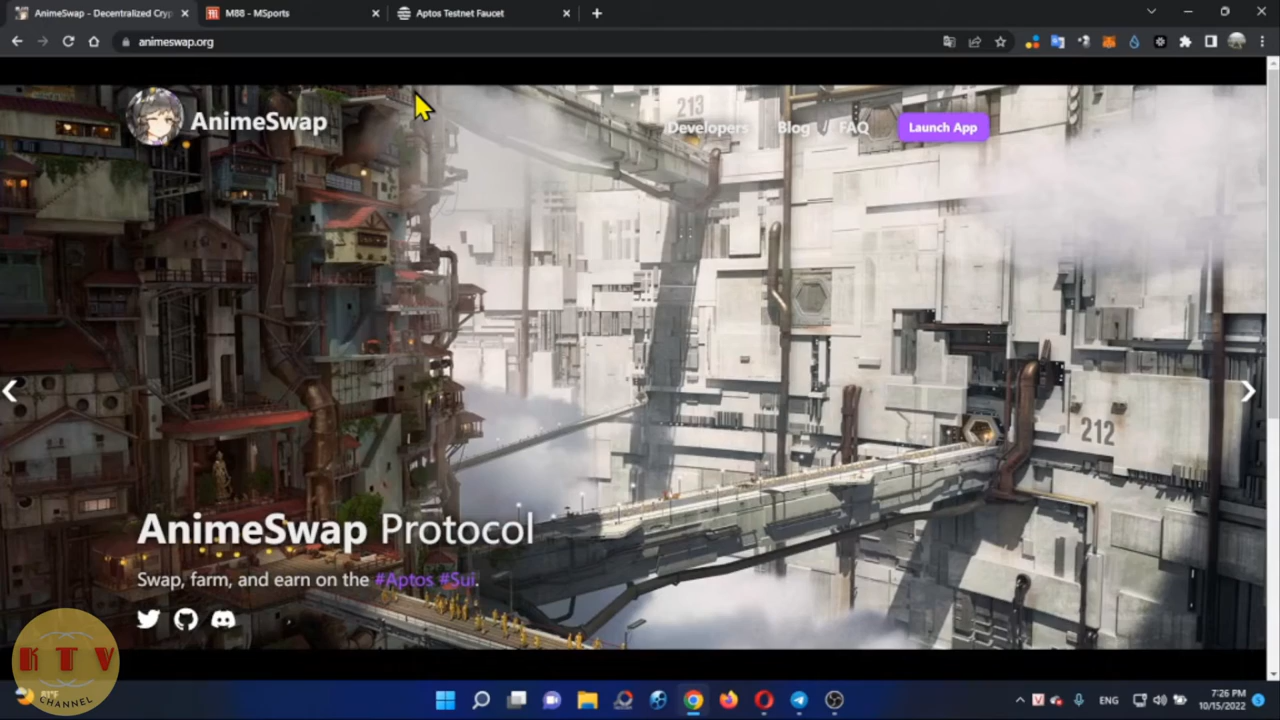 AnimeSwap - Decentralized Cryp
M88 - MSports
Aptos Testnet Faucet
animeswap.org
AnimeSwap
Developers
Blog
FAQ
Launch App
213
212
AnimeSwap Protocol
Swap, farm, and earn on the #Aptos #Sui.
KTV
CHANNEL
ENG
7:26 PM
10/15/2022